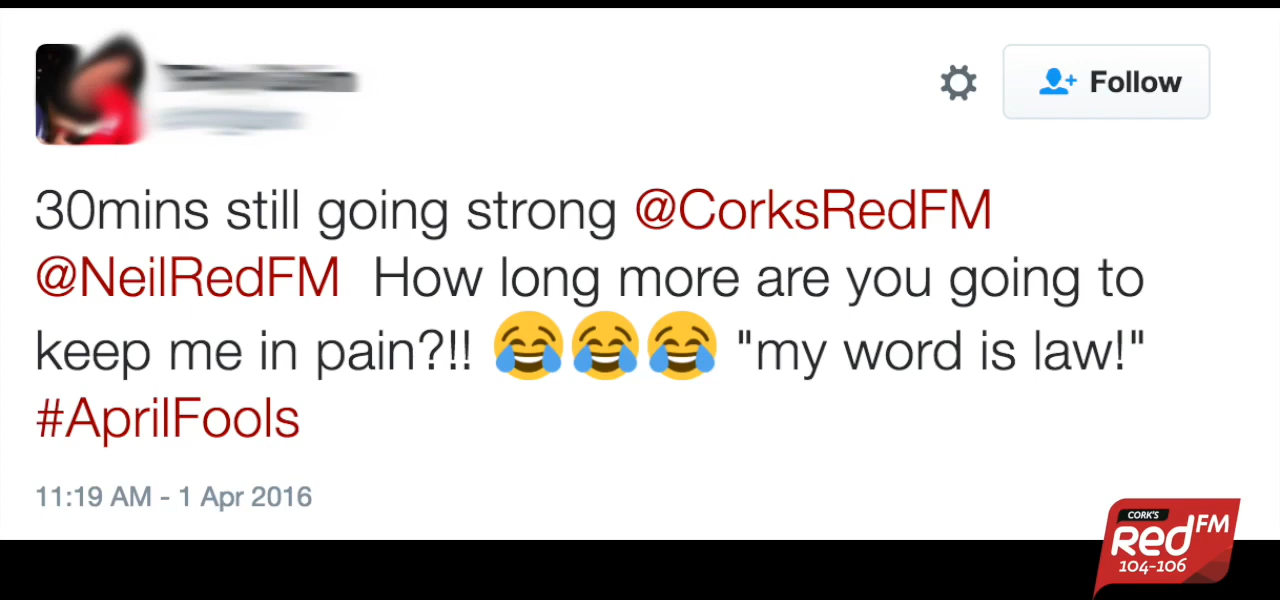 Follow
30mins still going strong @CorksRedFM
@NeilRedFM How long more are you going to
keep me in pain?!! 😂😂😂 "my word is law!"
#AprilFools
11:19 AM - 1 Apr 2016
CORK'S
Red FM
104-106